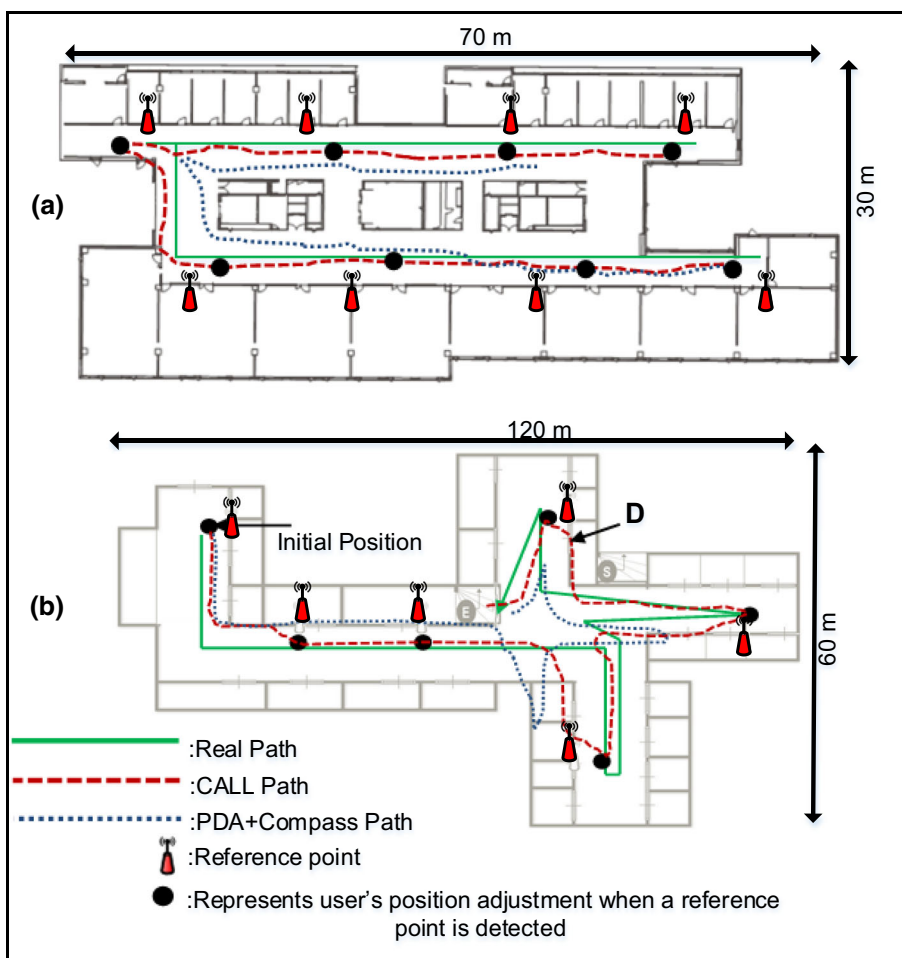 70 m
(a)
30 m
120 m
D
Initial Position
S
(b)
E
60 m
:Real Path
:CALL Path
:PDA+Compass Path
:Reference point
:Represents user's position adjustment when a reference
point is detected